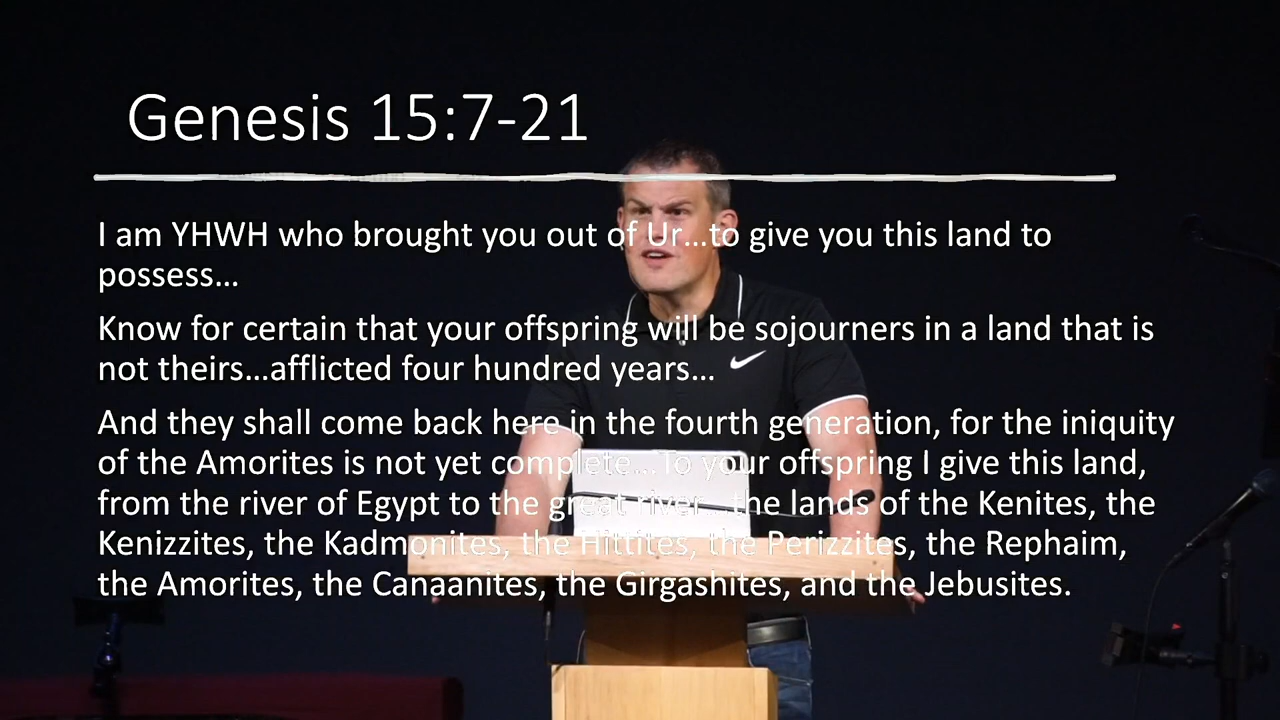 Genesis 15:7-21
I am YHWH who brought you out of Ur...to give you this land to
possess...
Know for certain that your offspring will be sojourners in a land that is
not theirs...afflicted four hundred years...
And they shall come back here in the fourth generation, for the iniquity
of the Amorites is not yet complete...To your offspring I give this land,
from the river of Egypt to the great river...the lands of the Kenites, the
Kenizzites, the Kadmonites, the Hittites, the Perizzites, the Rephaim,
the Amorites, the Canaanites, the Girgashites, and the Jebusites.